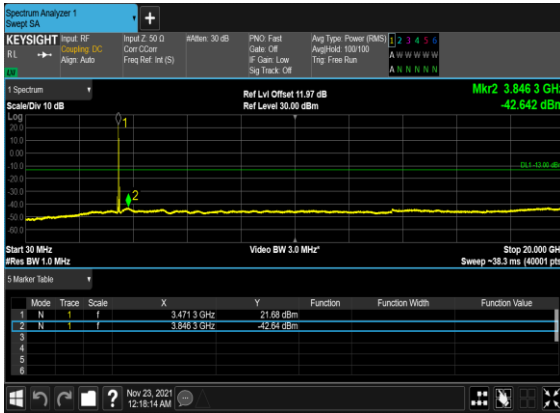 Spectrum Analyzer 1
Swept SA
+
KEYSIGHT Input: RF Input Z: 50 Ω #Atten: 30 dB PNO: Fast Avg Type: Power (RMS) 1 2 3 4 5 6
RL Coupling: DC Corr CCorr Gate: Off Avg|Hold: 100/100 A W W W W W
Align: Auto Freq Ref: Int (S) IF Gain: Low Trig: Free Run
Sig Track: Off A N N N N N
1 Spectrum Ref Lvl Offset 11.97 dB Mkr2 3.846 3 GHz
Scale/Div 10 dB Ref Level 30.00 dBm -42.642 dBm
Log
20.0
10.0
0.00
-10.0
DL1 -13.00 dBm
-20.0
-30.0
-40.0
-50.0
-60.0
1
2
Start 30 MHz Video BW 3.0 MHz* Stop 20.000 GHz
#Res BW 1.0 MHz Sweep ~38.3 ms (40001 pts)
5 Marker Table
Mode Trace Scale X Y Function Function Width Function Value
1 N 1 f 3.471 3 GHz 21.68 dBm
2 N 1 f 3.846 3 GHz -42.64 dBm
3
4
5
6
? Nov 23, 2021
12:18:14 AM